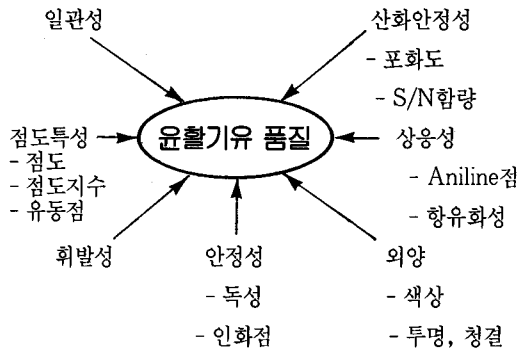 일관성
산화안정성
- 포화도
- S/N함량
점도특성
- 점도
- 점도지수
- 유동점
윤활기유 품질
상응성
- Aniline점
- 항유화성
휘발성
안정성
- 독성
- 인화점
외양
- 색상
- 투명, 청결